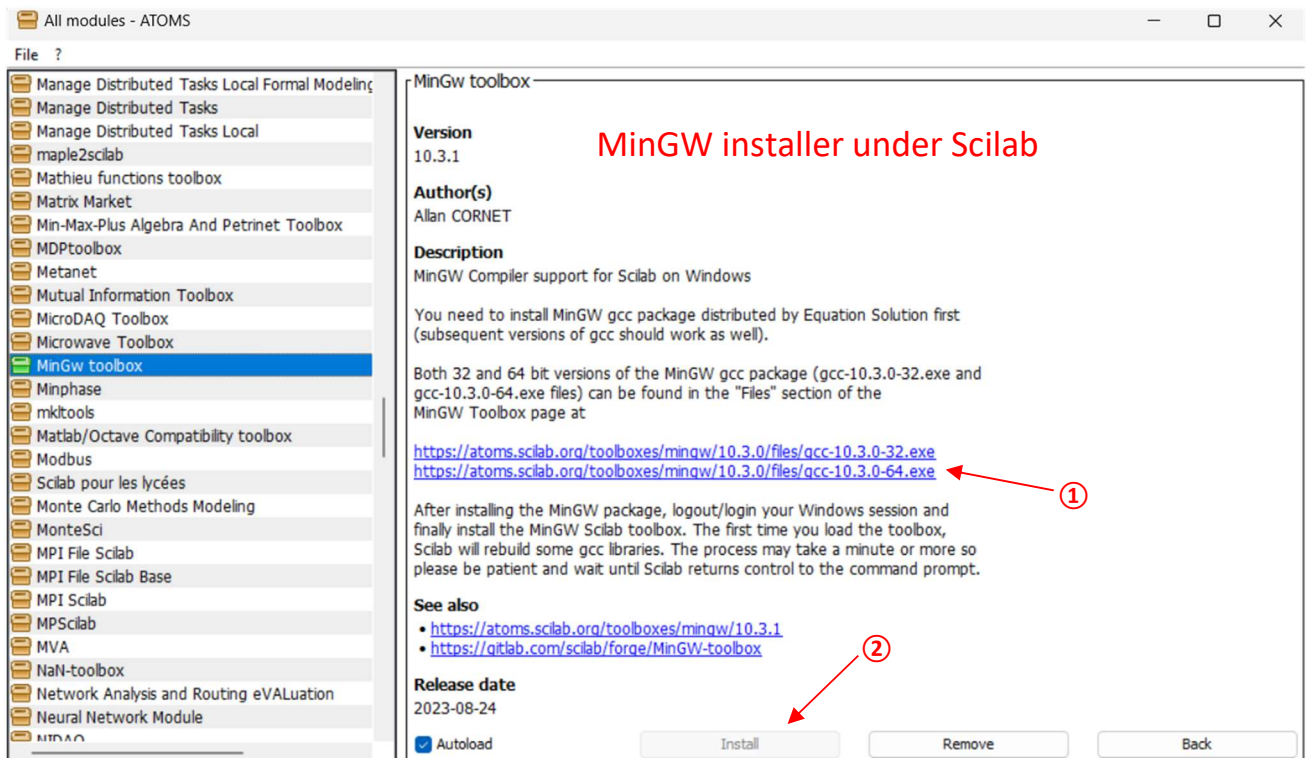 All modules - ATOMS
File ?
Manage Distributed Tasks Local Formal Modeling
Manage Distributed Tasks
Manage Distributed Tasks Local
maple2scilab
Mathieu functions toolbox
Matrix Market
Min-Max-Plus Algebra And Petrinet Toolbox
MDPtoolbox
Metanet
Mutual Information Toolbox
MicroDAQ Toolbox
Microwave Toolbox
MinGw toolbox
Minphase
mkltools
Matlab/Octave Compatibility toolbox
Modbus
Scilab pour les lycées
Monte Carlo Methods Modeling
MonteSci
MPI File Scilab
MPI File Scilab Base
MPI Scilab
MPScilab
MVA
NaN-toolbox
Network Analysis and Routing eVALuation
Neural Network Module
NIDAQ
MinGw toolbox
Version
10.3.1
MinGW installer under Scilab
Author(s)
Allan CORNET
Description
MinGW Compiler support for Scilab on Windows
You need to install MinGW gcc package distributed by Equation Solution first
(subsequent versions of gcc should work as well).
Both 32 and 64 bit versions of the MinGW gcc package (gcc-10.3.0-32.exe and
gcc-10.3.0-64.exe files) can be found in the "Files" section of the
MinGW Toolbox page at
https://atoms.scilab.org/toolboxes/mingw/10.3.0/files/gcc-10.3.0-32.exe
https://atoms.scilab.org/toolboxes/mingw/10.3.0/files/gcc-10.3.0-64.exe
①
After installing the MinGW package, logout/login your Windows session and
finally install the MinGW Scilab toolbox. The first time you load the toolbox,
Scilab will rebuild some gcc libraries. The process may take a minute or more so
please be patient and wait until Scilab returns control to the command prompt.
See also
• https://atoms.scilab.org/toolboxes/mingw/10.3.1
• https://gitlab.com/scilab/forge/MinGW-toolbox
②
Release date
2023-08-24
Autoload
Install
Remove
Back